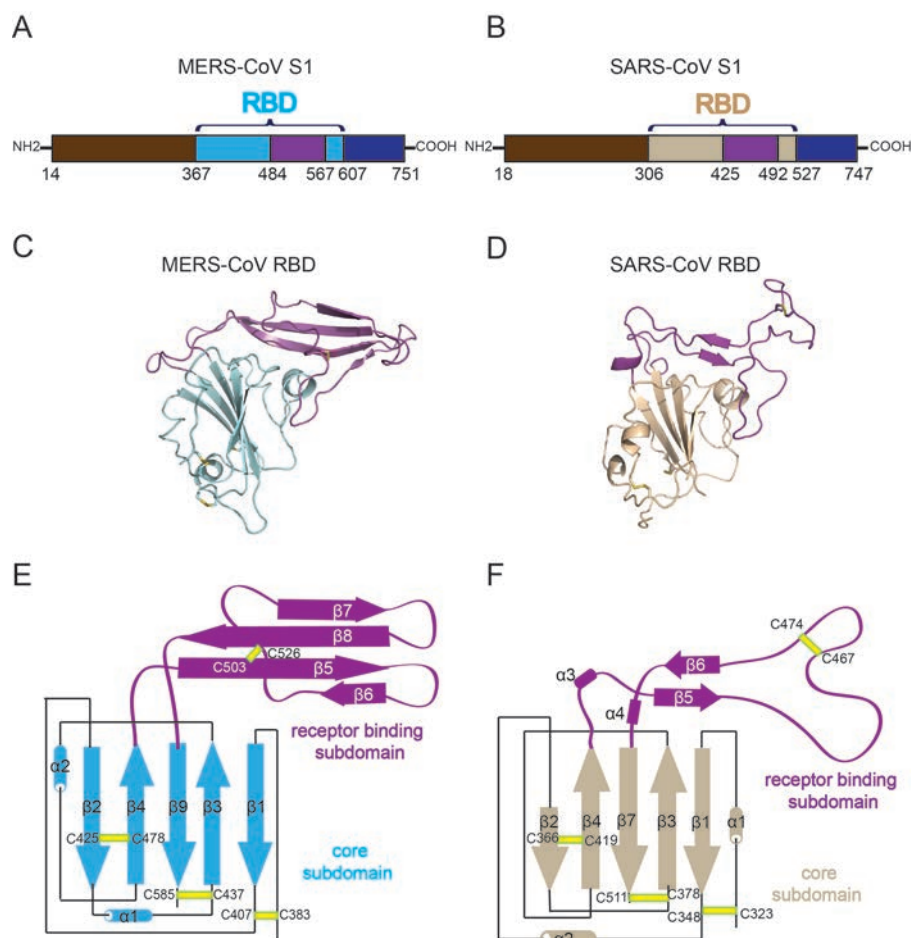 A
B
MERS-CoV S1
SARS-CoV S1
RBD
RBD
NH2
COOH
NH2
COOH
14
367
484
567
607
751
18
306
425
492
527
747
C
D
MERS-CoV RBD
SARS-CoV RBD
E
F
β7
β8
C526
C503
β5
β6
receptor binding
subdomain
α2
β2
β4
β9
β3
β1
C425
C478
C585
C437
C407
C383
α1
core
subdomain
C474
C467
β6
α3
β5
α4
receptor binding
subdomain
β2
β4
β7
β3
β1
α1
C366
C419
C511
C378
C348
C323
core
subdomain